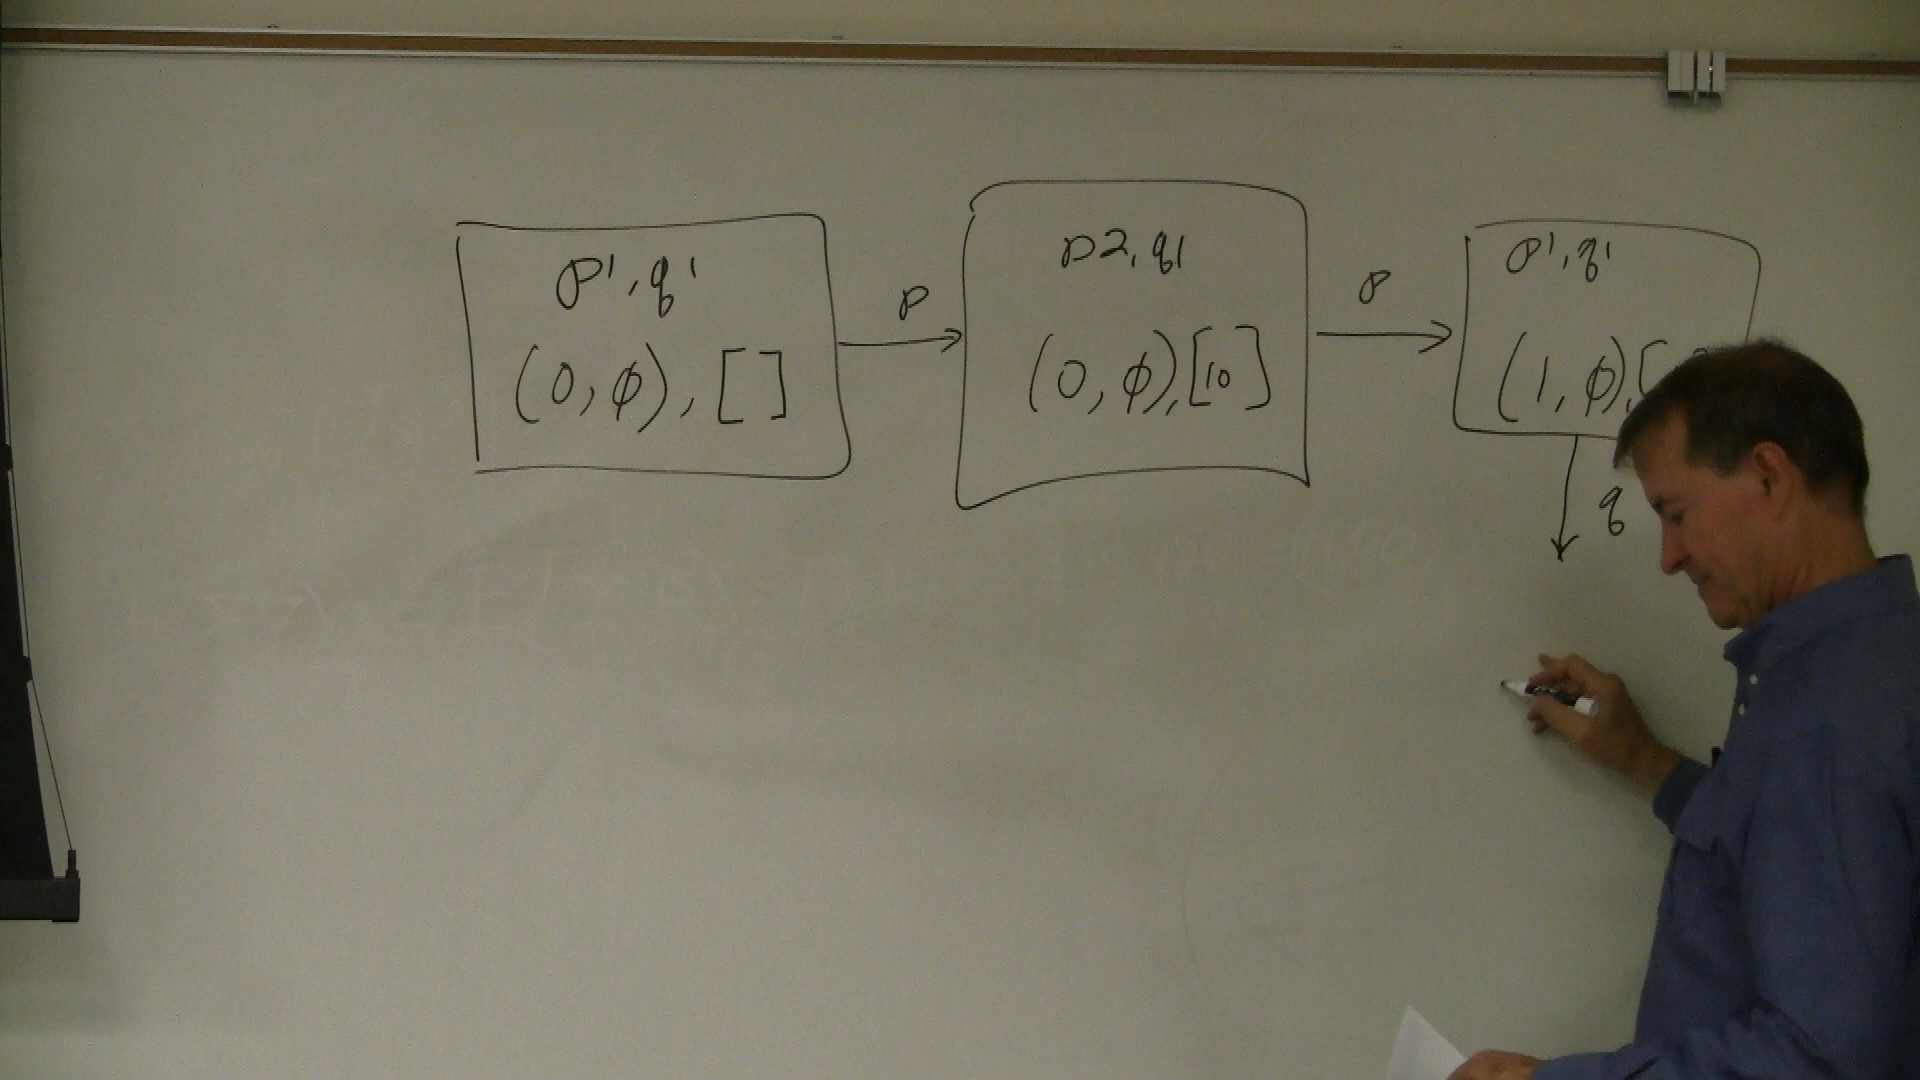 p1, q1
(0, φ), []
p
p2, q1
(0, φ), [10]
p
p1, q1
(1, φ), [
q